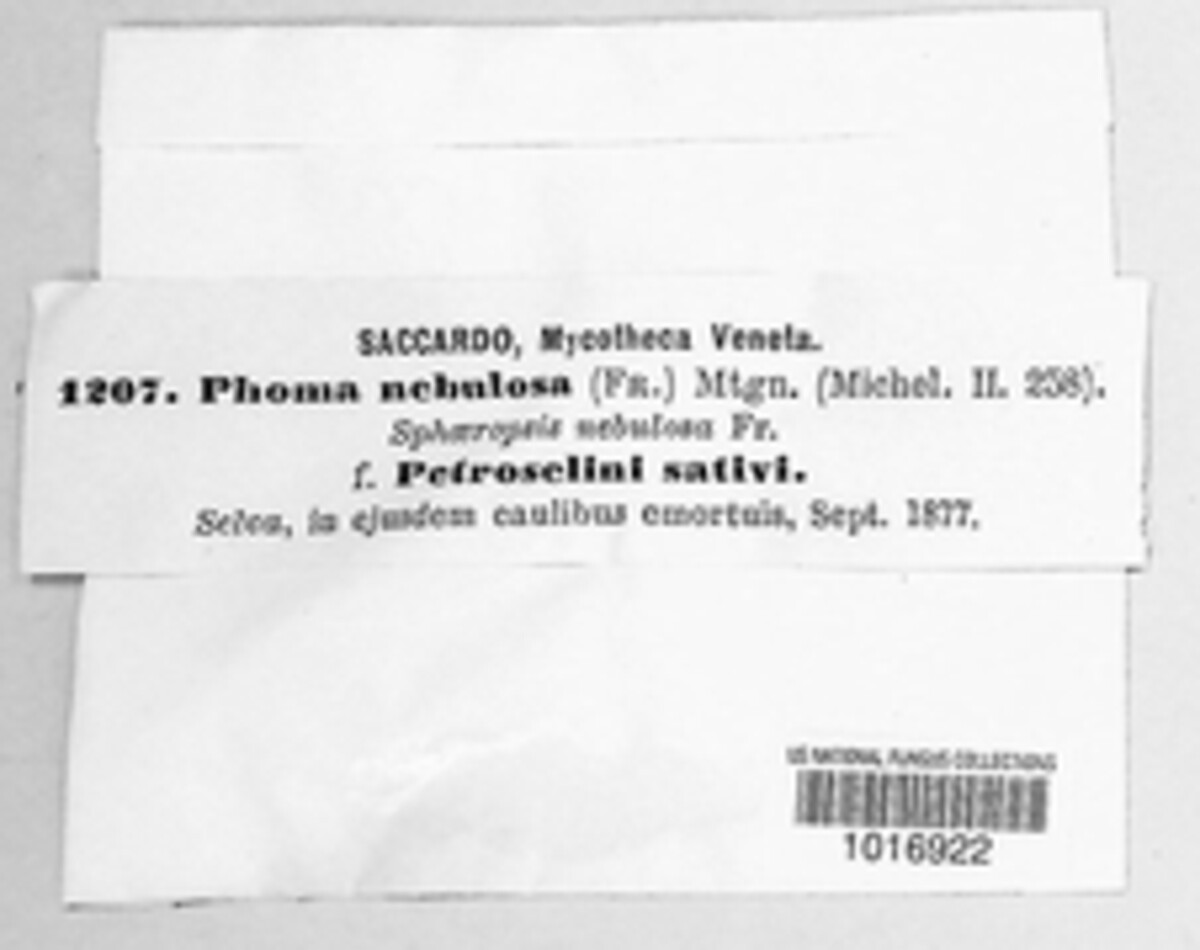 SACCARDO, Mycotheca Veneta.
1207. Phoma nebulosa (FR.) Mtgn. (Michel. II. 258).
Sphæropsis nebulosa Fr.
f. Petroselini sativi.
Selva, in ejusdem caulibus emortuis, Sept. 1877.
US NATIONAL FUNGUS COLLECTIONS
1016922